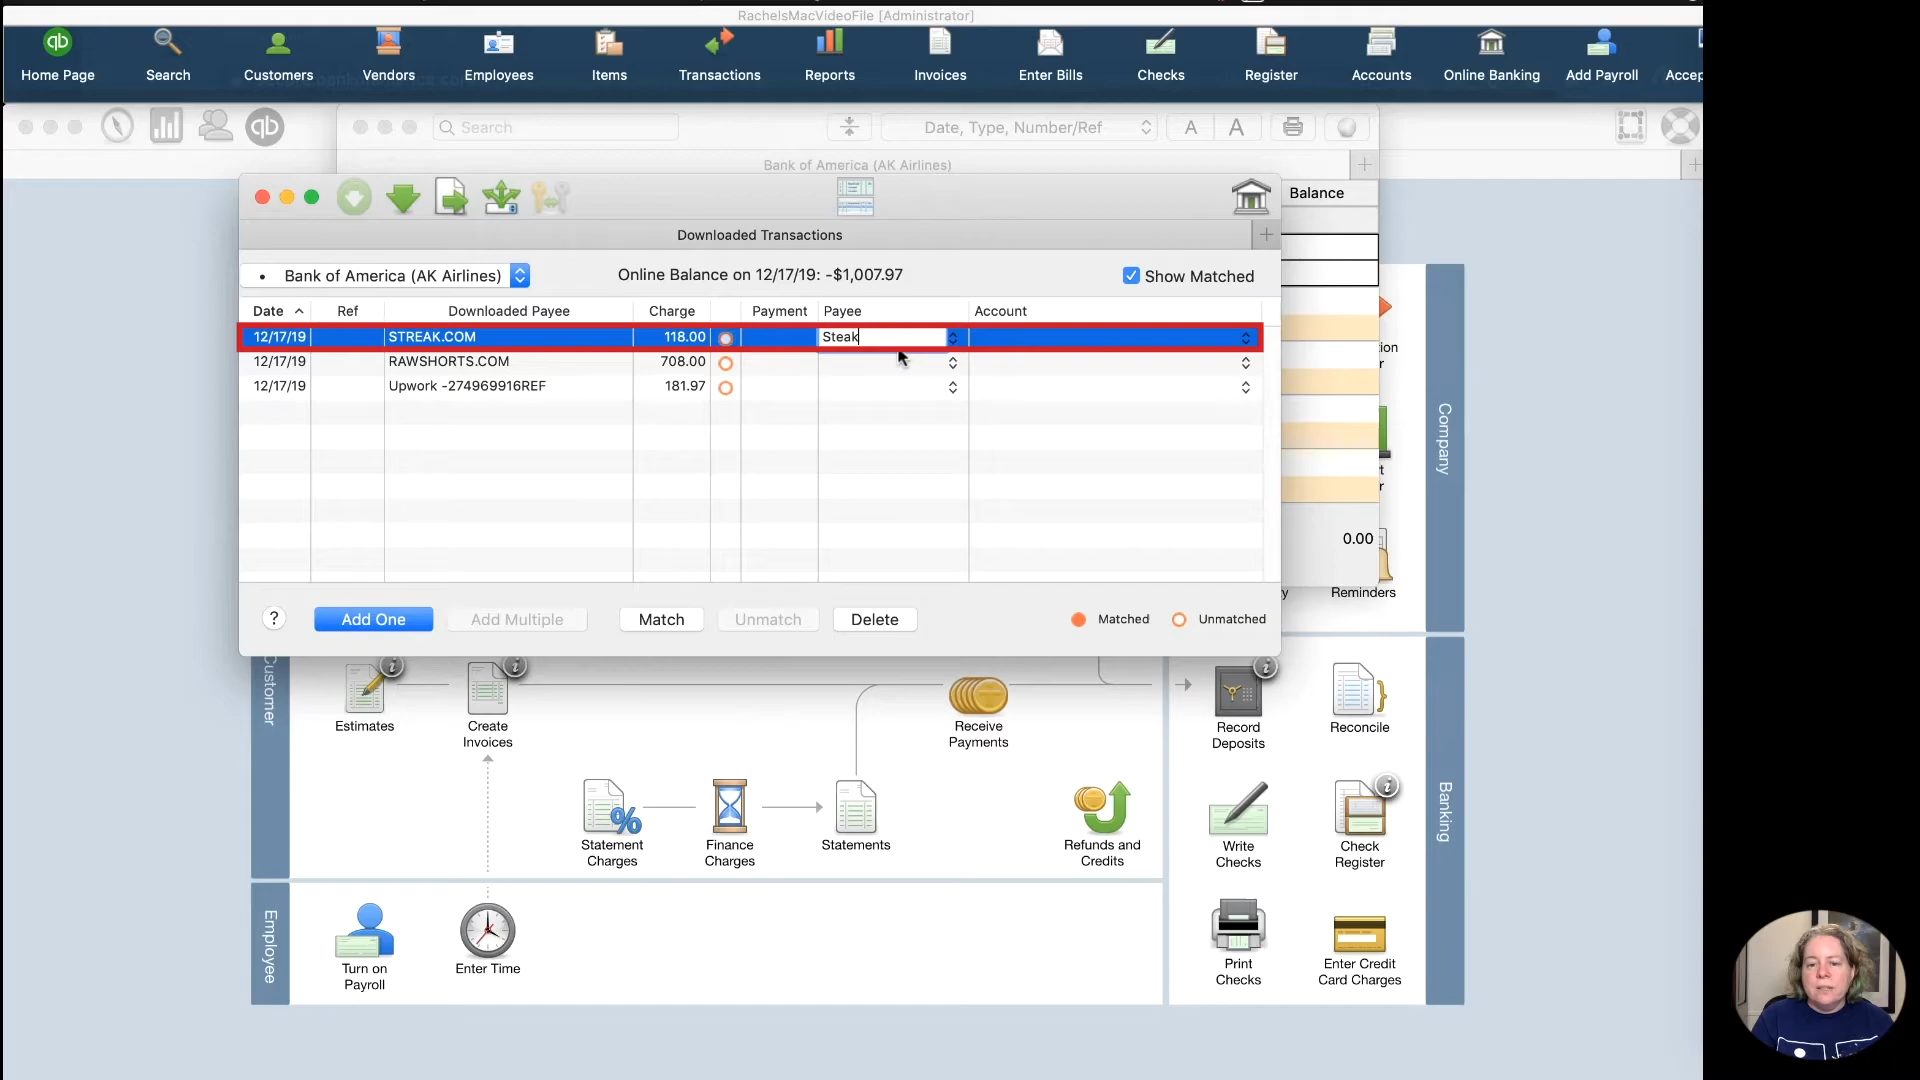 RachelsMacVideoFile [Administrator]
Home Page
Search
Customers
Vendors
Employees
Items
Transactions
Reports
Invoices
Enter Bills
Checks
Register
Accounts
Online Banking
Add Payroll
Accep
Search
Date, Type, Number/Ref
A A
Bank of America (AK Airlines)
Balance
Downloaded Transactions
Bank of America (AK Airlines)
Online Balance on 12/17/19: -$1,007.97
Show Matched
Date Ref Downloaded Payee Charge Payment Payee Account
12/17/19 STREAK.COM 118.00 Steak
12/17/19 RAWSHORTS.COM 708.00
12/17/19 Upwork -274969916REF 181.97
tion
r
t
r
0.00
y
Reminders
? Add One Add Multiple Match Unmatch Delete Matched Unmatched
Company
Customer
Estimates
Create
Invoices
Receive
Payments
Record
Deposits
Reconcile
Statement
Charges
Finance
Charges
Statements
Refunds and
Credits
Write
Checks
Check
Register
Banking
Employee
Turn on
Payroll
Enter Time
Print
Checks
Enter Credit
Card Charges